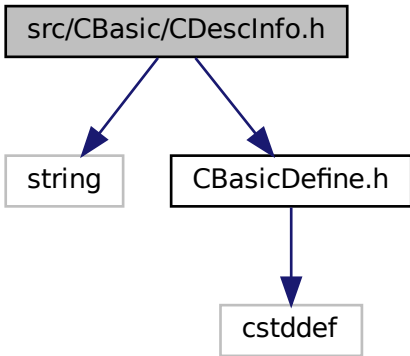 src/CBasic/CDescInfo.h
string
CBasicDefine.h
cstddef